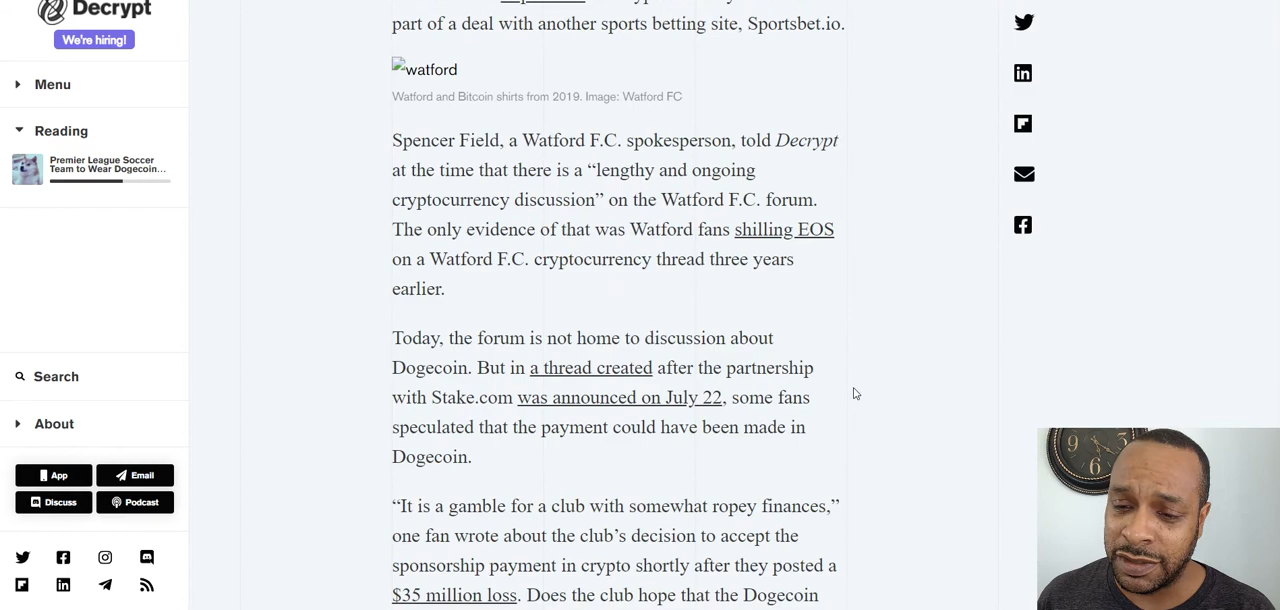 Decrypt
We're hiring!
Menu
Reading
Premier League Soccer
Team to Wear Dogecoin...
Search
About
App
Email
Discuss
Podcast
part of a deal with another sports betting site, Sportsbet.io.
watford
Watford and Bitcoin shirts from 2019. Image: Watford FC
Spencer Field, a Watford F.C. spokesperson, told Decrypt
at the time that there is a “lengthy and ongoing
cryptocurrency discussion” on the Watford F.C. forum.
The only evidence of that was Watford fans shilling EOS
on a Watford F.C. cryptocurrency thread three years
earlier.
Today, the forum is not home to discussion about
Dogecoin. But in a thread created after the partnership
with Stake.com was announced on July 22, some fans
speculated that the payment could have been made in
Dogecoin.
“It is a gamble for a club with somewhat ropey finances,”
one fan wrote about the club’s decision to accept the
sponsorship payment in crypto shortly after they posted a
$35 million loss. Does the club hope that the Dogecoin
9
6
3